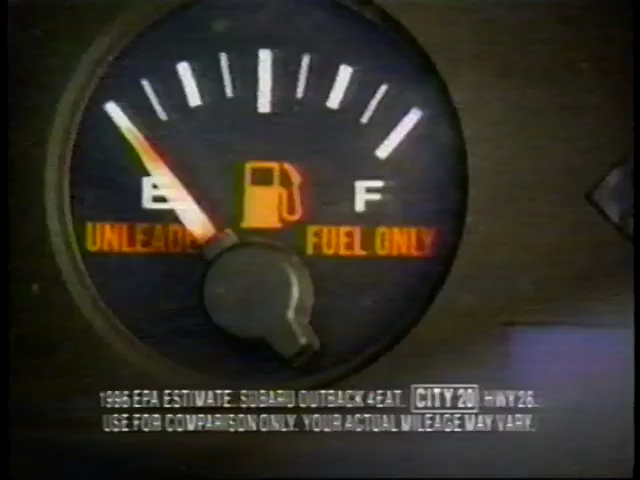 E F
UNLEADE FUEL ONLY
1996 EPA ESTIMATE. SUBARU OUTBACK 4EAT. CITY 20 HWY 26.
USE FOR COMPARISON ONLY. YOUR ACTUAL MILEAGE MAY VARY.